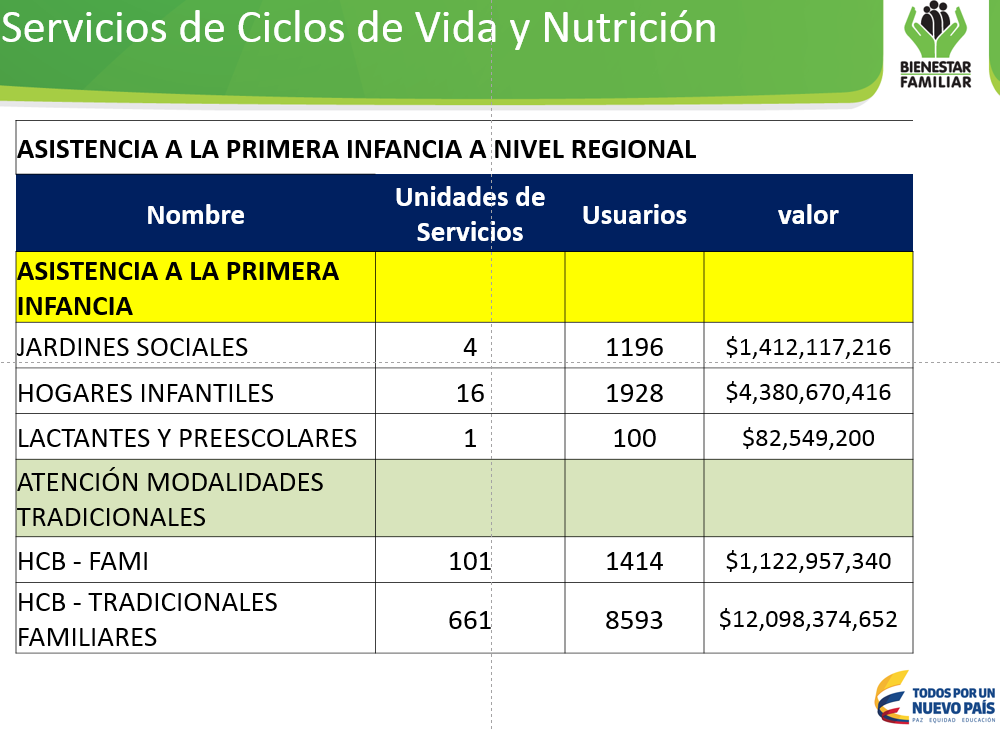 Servicios de Ciclos de Vida y Nutrición
BIENESTAR
FAMILIAR
ASISTENCIA A LA PRIMERA INFANCIA A NIVEL REGIONAL
Nombre Unidades de Servicios Usuarios valor
ASISTENCIA A LA PRIMERA
INFANCIA
JARDINES SOCIALES 4 1196 $1,412,117,216
HOGARES INFANTILES 16 1928 $4,380,670,416
LACTANTES Y PREESCOLARES 1 100 $82,549,200
ATENCIÓN MODALIDADES
TRADICIONALES
HCB - FAMI 101 1414 $1,122,957,340
HCB - TRADICIONALES
FAMILIARES 661 8593 $12,098,374,652
TODOS POR UN
NUEVO PAÍS
PAZ EQUIDAD EDUCACIÓN